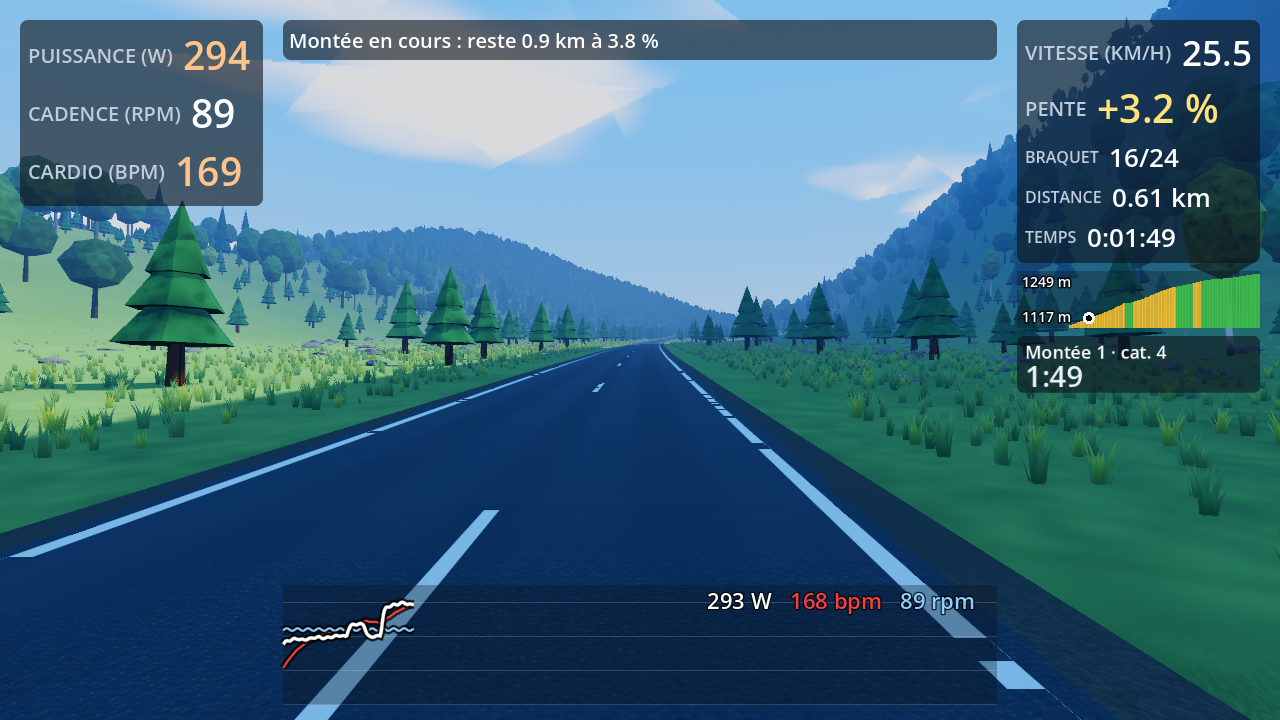 PUISSANCE (W) 294
CADENCE (RPM) 89
CARDIO (BPM) 169
Montée en cours : reste 0.9 km à 3.8 %
VITESSE (KM/H) 25.5
PENTE +3.2 %
BRAQUET 16/24
DISTANCE 0.61 km
TEMPS 0:01:49
1249 m
1117 m
Montée 1 · cat. 4
1:49
293 W 168 bpm 89 rpm